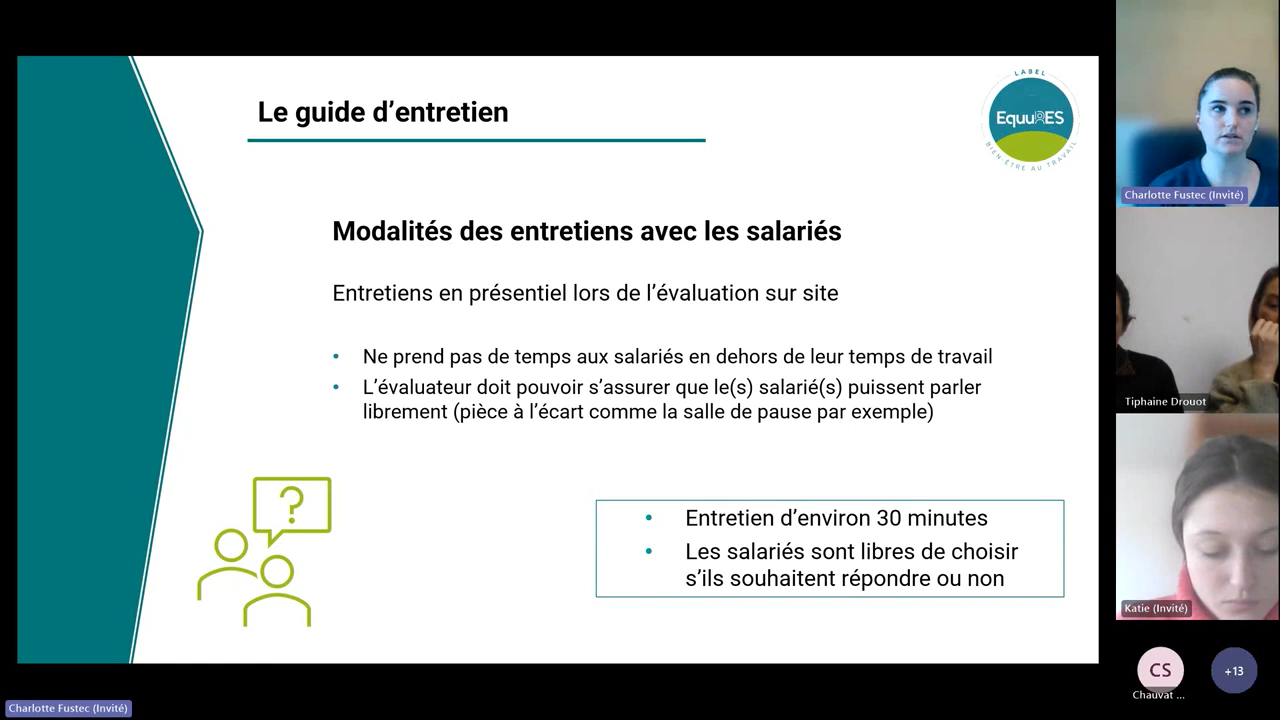 Le guide d’entretien
LABEL
EquuRES
BIEN-ÊTRE AU TRAVAIL
Modalités des entretiens avec les salariés
Entretiens en présentiel lors de l’évaluation sur site
• Ne prend pas de temps aux salariés en dehors de leur temps de travail
• L’évaluateur doit pouvoir s’assurer que le(s) salarié(s) puissent parler
librement (pièce à l’écart comme la salle de pause par exemple)
?
• Entretien d’environ 30 minutes
• Les salariés sont libres de choisir
s’ils souhaitent répondre ou non
Charlotte Fustec (Invité)
Tiphaine Drouot
Katie (Invité)
CS
Chauvat ...
+13
Charlotte Fustec (Invité)